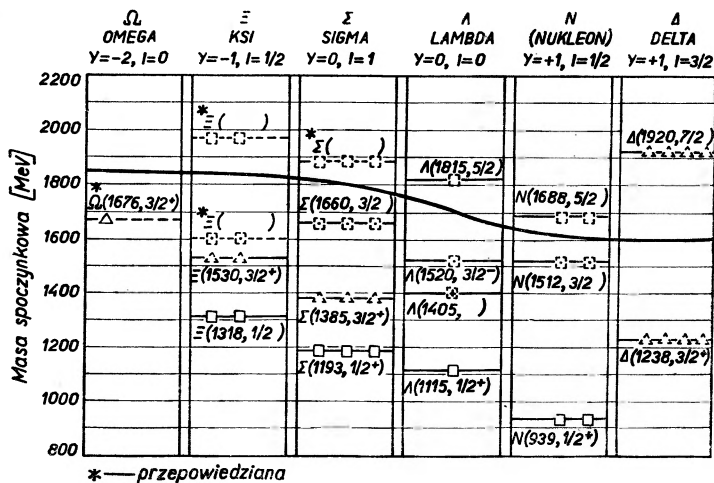 Ω Ξ Σ Λ N Δ
OMEGA KSI SIGMA LAMBDA (NUKLEON) DELTA
Y=-2, I=0 Y=-1, I=1/2 Y=0, I=1 Y=0, I=0 Y=+1, I=1/2 Y=+1, I=3/2
Masa spoczynkowa [MeV]
2200
2000
1800
1600
1400
1200
1000
800
*
Ω(1676, 3/2+)
*
Ξ( )
*
Ξ( )
Ξ(1530, 3/2+)
Ξ(1318, 1/2 )
*
Σ( )
Σ(1660, 3/2 )
Σ(1385, 3/2+)
Σ(1193, 1/2+)
Λ(1815, 5/2)
Λ(1520, 3/2-)
Λ(1405, )
Λ(1115, 1/2+)
N(1688, 5/2 )
N(1512, 3/2 )
N(939, 1/2+)
Δ(1920, 7/2 )
Δ(1238, 3/2+)
* — przepowiedziana